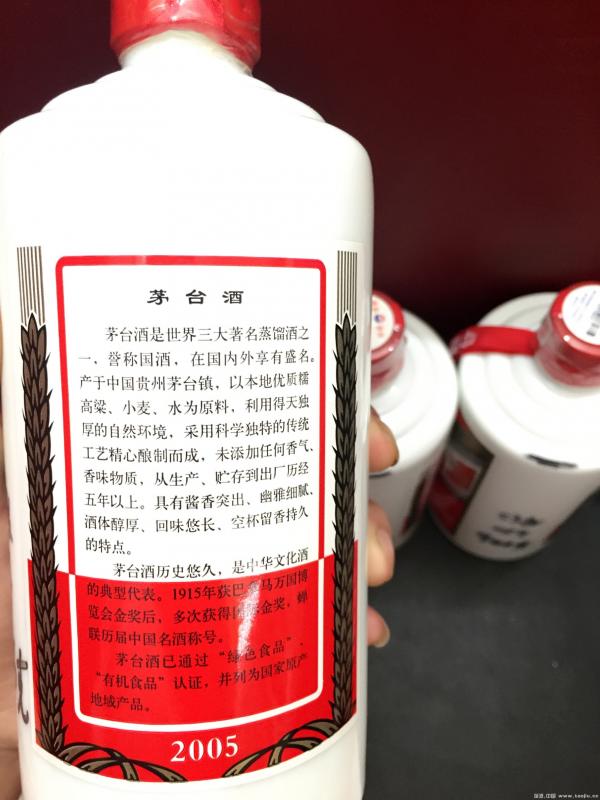 茅台酒
茅台酒是世界三大著名蒸馏酒之
一，誉称国酒，在国内外享有盛名。
产于中国贵州茅台镇，以本地优质糯
高粱、小麦、水为原料，利用得天独
厚的自然环境，采用科学独特的传统
工艺精心酿制而成，未添加任何香气、
香味物质，从生产、贮存到出厂历经
五年以上。具有酱香突出、幽雅细腻、
酒体醇厚、回味悠长、空杯留香持久
的特点。
茅台酒历史悠久，是中华文化酒
的典型代表。1915年获巴拿马万国博
览会金奖后，多次获得国际金奖，蝉
联历届中国名酒称号。
茅台酒已通过“绿色食品”、
“有机食品”认证，并列为国家原产
地域产品。
2005